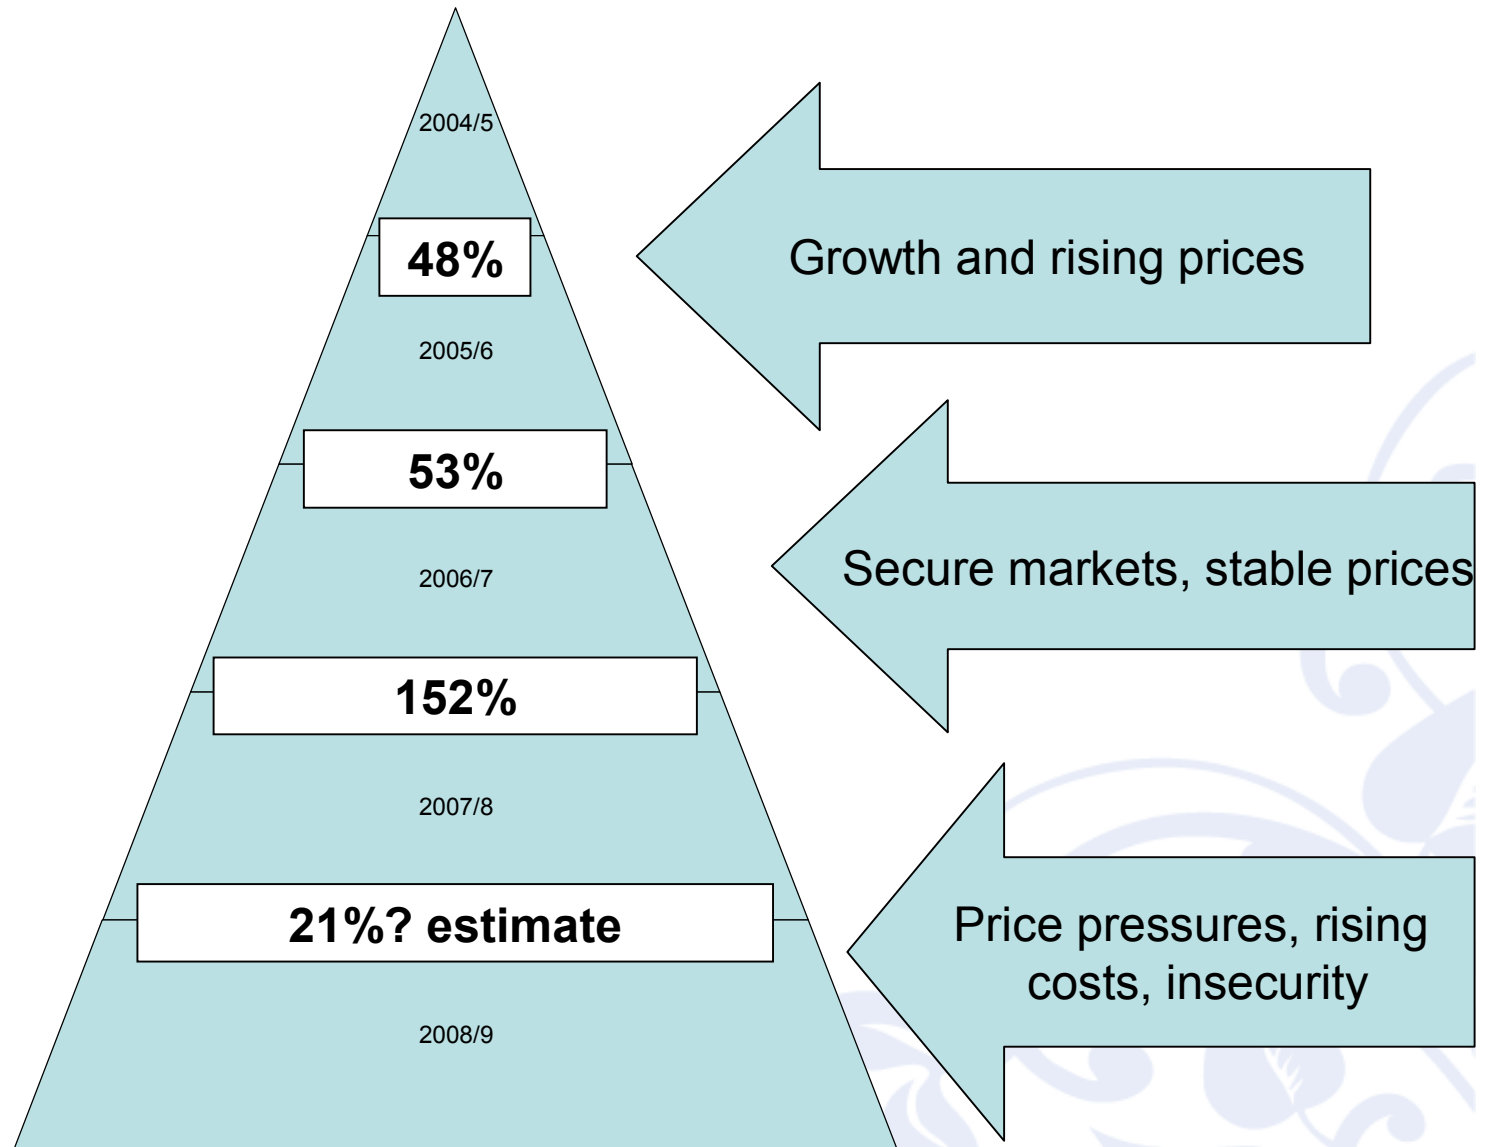 2004/5
48%
Growth and rising prices
2005/6
53%
Secure markets, stable prices
2006/7
152%
2007/8
21%? estimate
Price pressures, rising
costs, insecurity
2008/9